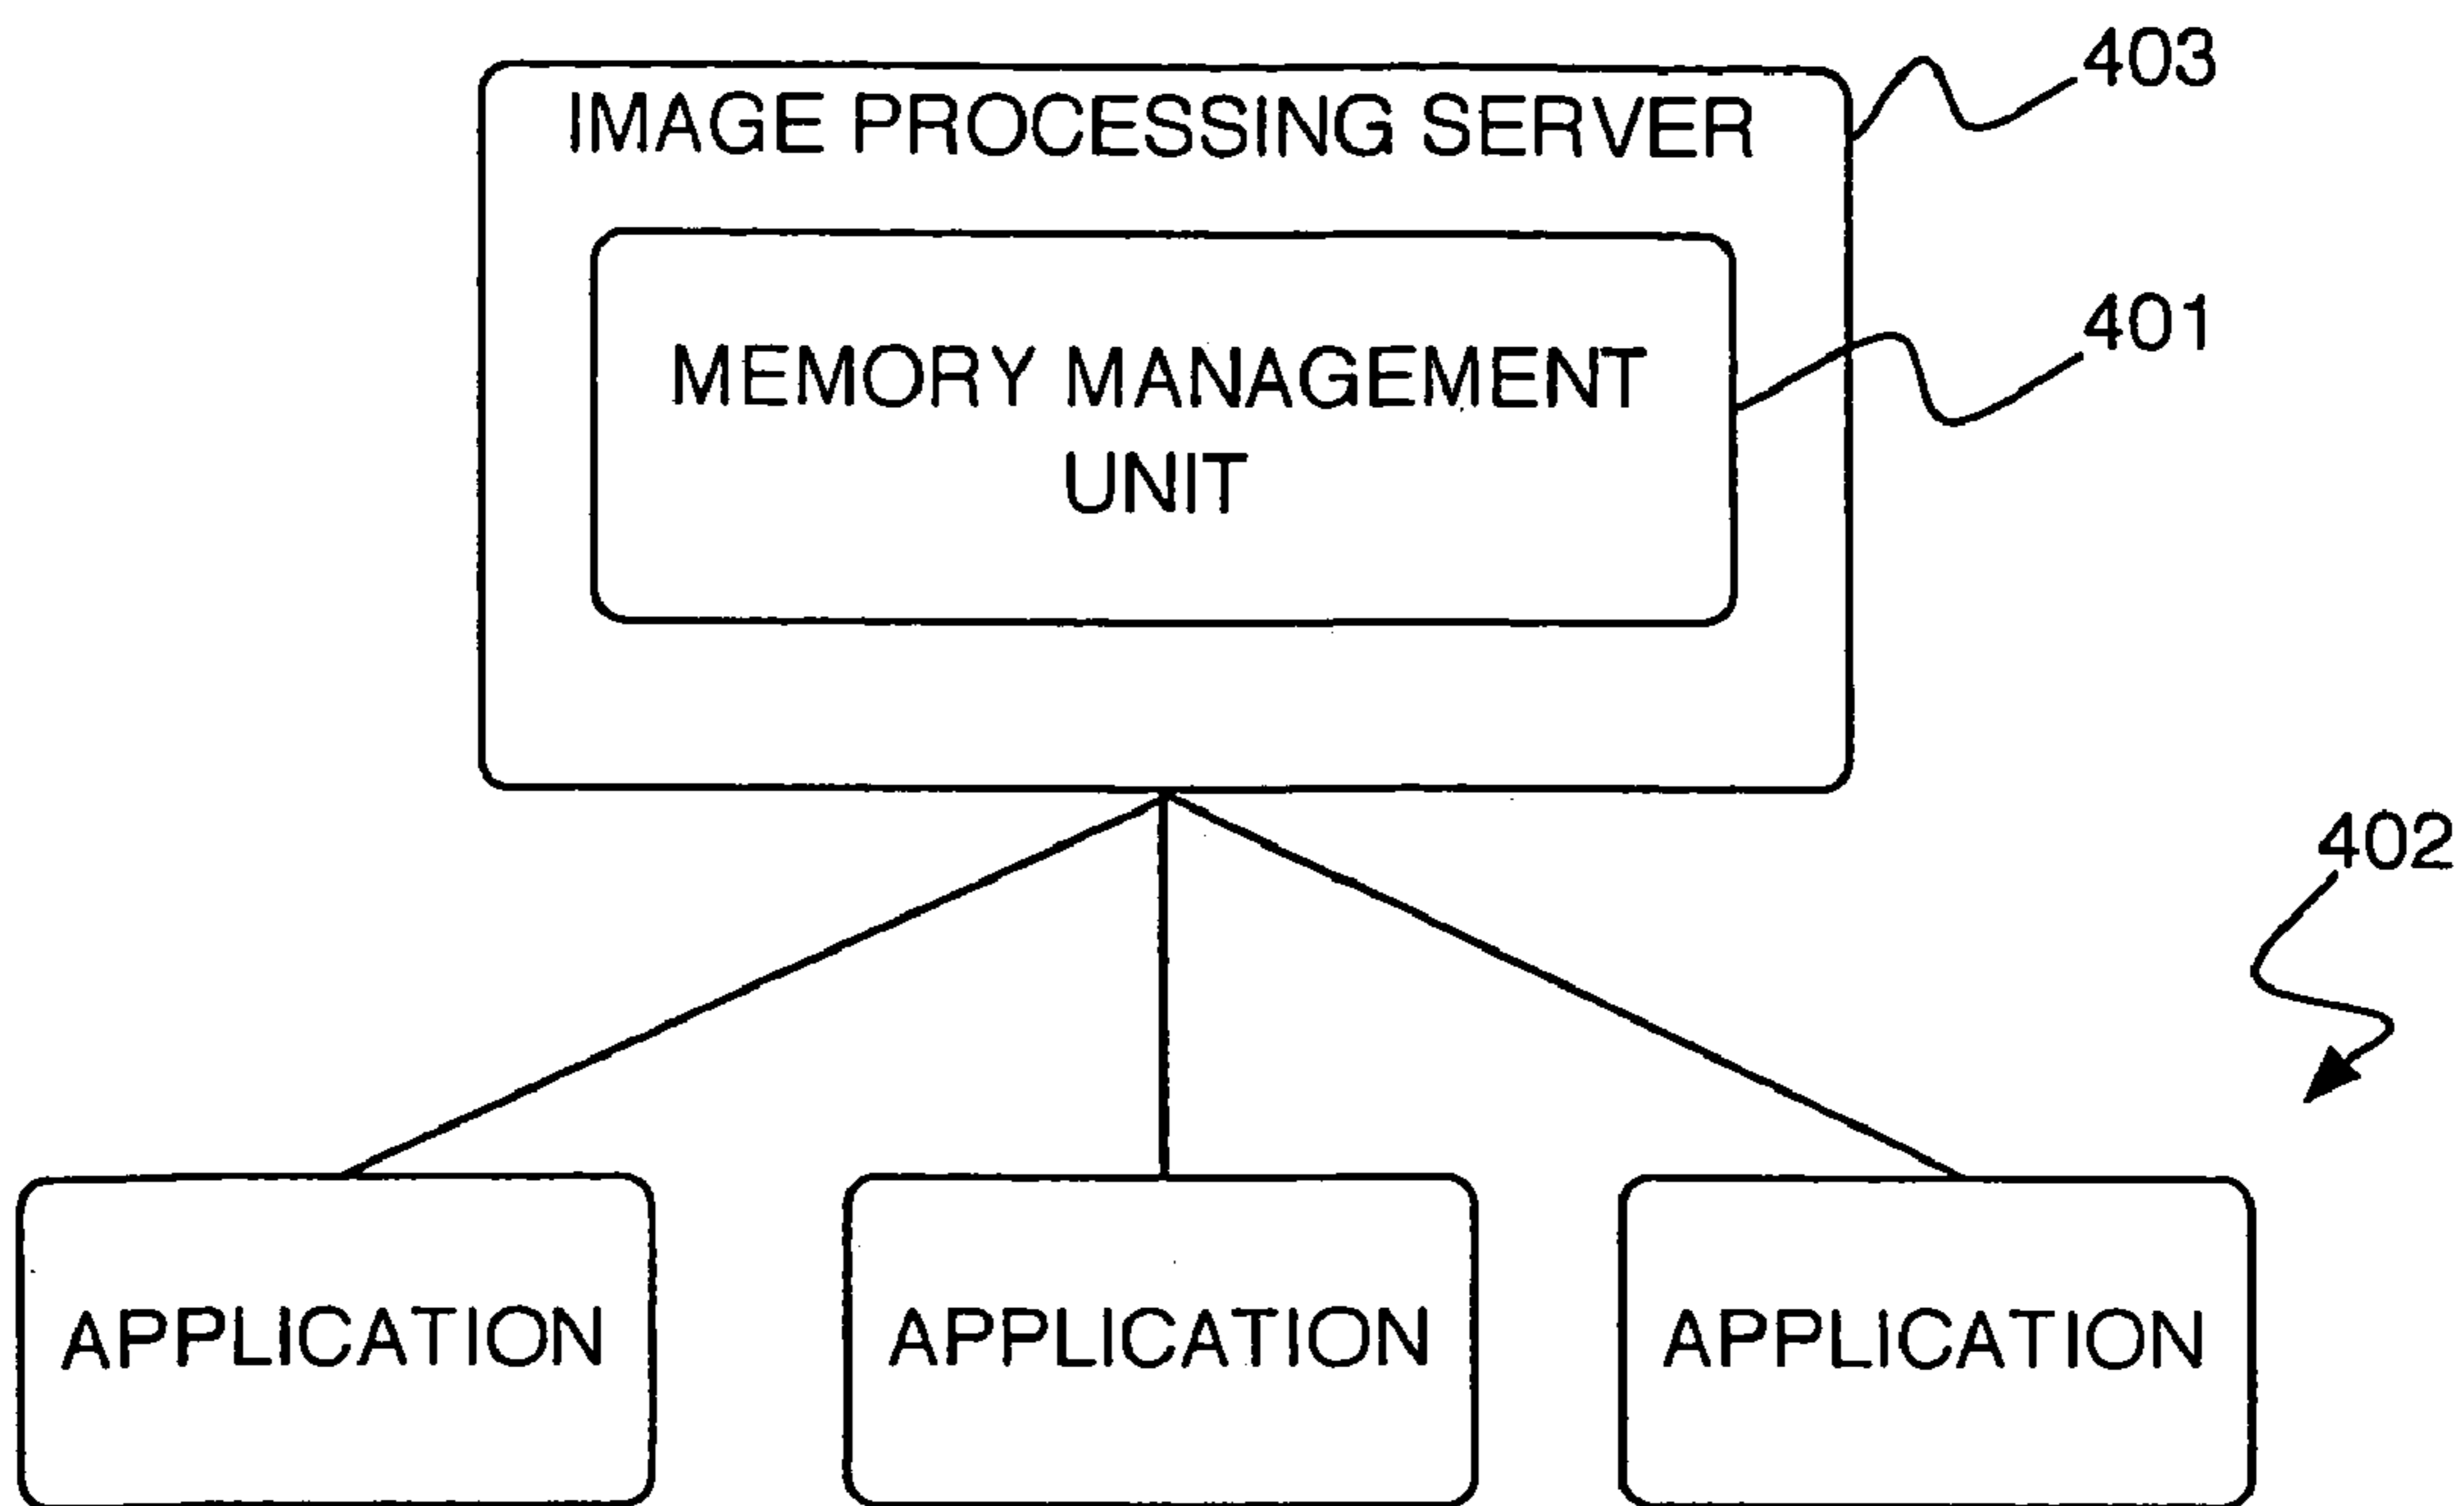 403
IMAGE PROCESSING SERVER
401
MEMORY MANAGEMENT
UNIT
402
APPLICATION
APPLICATION
APPLICATION